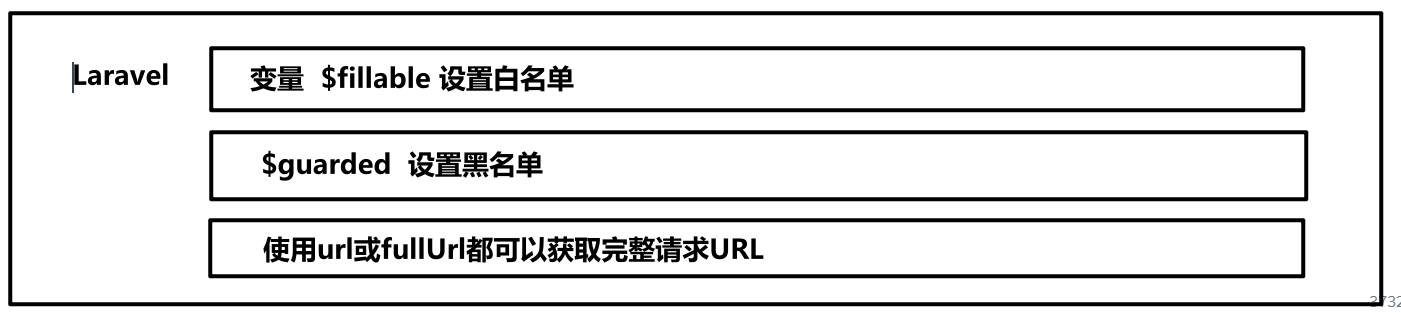 Laravel
变量 $fillable 设置白名单
$guarded 设置黑名单
使用url或fullUrl都可以获取完整请求URL
3732